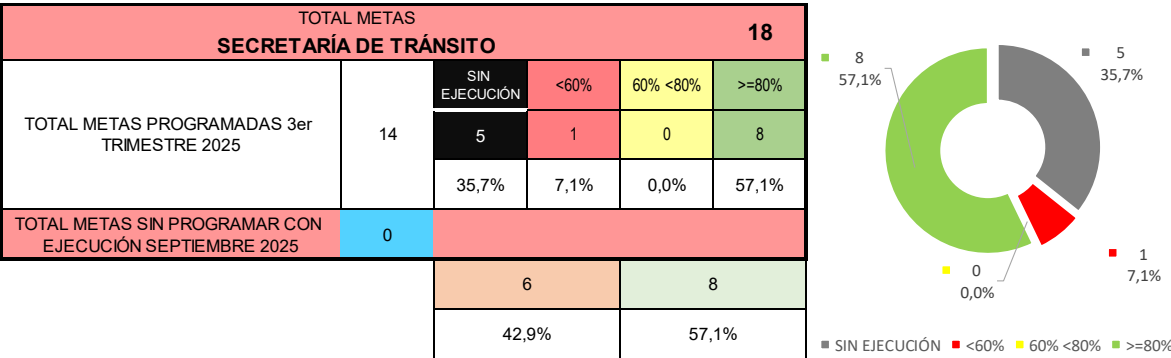 TOTAL METAS
SECRETARÍA DE TRÁNSITO
18
TOTAL METAS PROGRAMADAS 3er
TRIMESTRE 2025
14
SIN
EJECUCIÓN
<60%
60% <80%
>=80%
5
1
0
8
35,7%
7,1%
0,0%
57,1%
TOTAL METAS SIN PROGRAMAR CON
EJECUCIÓN SEPTIEMBRE 2025
0
6
8
42,9%
57,1%
8
57,1%
5
35,7%
0
0,0%
1
7,1%
SIN EJECUCIÓN <60% 60% <80% >=80%